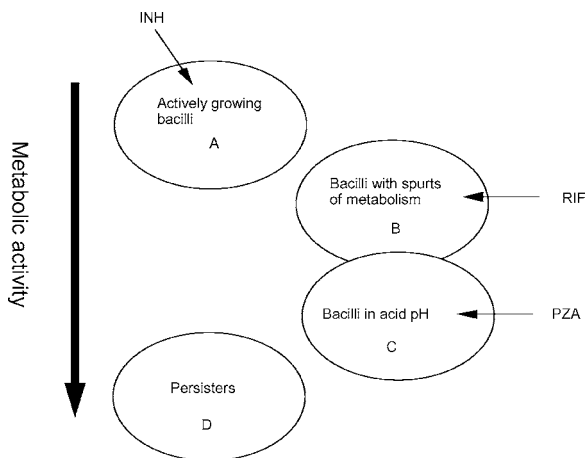 INH
Actively growing
bacilli
A
Metabolic activity
Bacilli with spurts
of metabolism
RIF
B
Bacilli in acid pH
PZA
C
Persisters
D